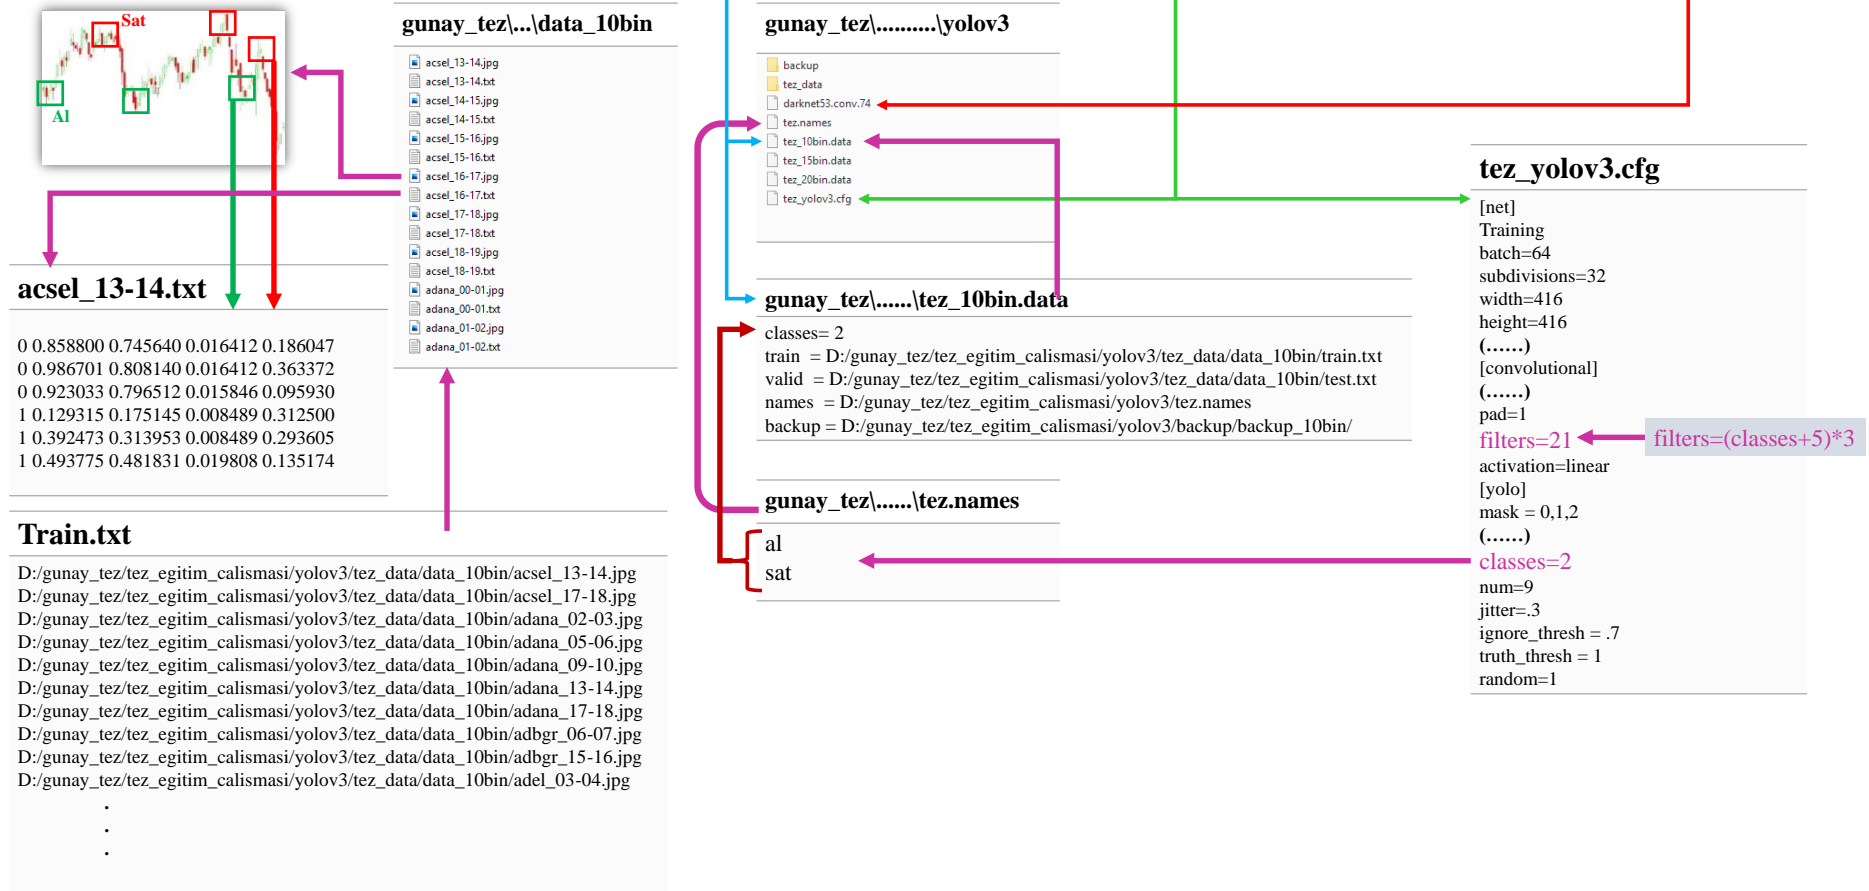 Sat
Al
gunay_tez\...\data_10bin
acsel_13-14.jpg
acsel_13-14.txt
acsel_14-15.jpg
acsel_14-15.txt
acsel_15-16.jpg
acsel_15-16.txt
acsel_16-17.jpg
acsel_16-17.txt
acsel_17-18.jpg
acsel_17-18.txt
acsel_18-19.jpg
acsel_18-19.txt
adana_00-01.jpg
adana_00-01.txt
adana_01-02.jpg
adana_01-02.txt
gunay_tez\..........\yolov3
backup
tez_data
darknet53.conv.74
tez.names
tez_10bin.data
tez_15bin.data
tez_20bin.data
tez_yolov3.cfg
acsel_13-14.txt
0 0.858800 0.745640 0.016412 0.186047
0 0.986701 0.808140 0.016412 0.363372
0 0.923033 0.796512 0.015846 0.095930
1 0.129315 0.175145 0.008489 0.312500
1 0.392473 0.313953 0.008489 0.293605
1 0.493775 0.481831 0.019808 0.135174
gunay_tez\......\tez_10bin.data
classes= 2
train = D:/gunay_tez/tez_egitim_calismasi/yolov3/tez_data/data_10bin/train.txt
valid = D:/gunay_tez/tez_egitim_calismasi/yolov3/tez_data/data_10bin/test.txt
names = D:/gunay_tez/tez_egitim_calismasi/yolov3/tez.names
backup = D:/gunay_tez/tez_egitim_calismasi/yolov3/backup/backup_10bin/
gunay_tez\......\tez.names
al
sat
Train.txt
D:/gunay_tez/tez_egitim_calismasi/yolov3/tez_data/data_10bin/acsel_13-14.jpg
D:/gunay_tez/tez_egitim_calismasi/yolov3/tez_data/data_10bin/acsel_17-18.jpg
D:/gunay_tez/tez_egitim_calismasi/yolov3/tez_data/data_10bin/adana_02-03.jpg
D:/gunay_tez/tez_egitim_calismasi/yolov3/tez_data/data_10bin/adana_05-06.jpg
D:/gunay_tez/tez_egitim_calismasi/yolov3/tez_data/data_10bin/adana_09-10.jpg
D:/gunay_tez/tez_egitim_calismasi/yolov3/tez_data/data_10bin/adana_13-14.jpg
D:/gunay_tez/tez_egitim_calismasi/yolov3/tez_data/data_10bin/adana_17-18.jpg
D:/gunay_tez/tez_egitim_calismasi/yolov3/tez_data/data_10bin/adbgr_06-07.jpg
D:/gunay_tez/tez_egitim_calismasi/yolov3/tez_data/data_10bin/adbgr_15-16.jpg
D:/gunay_tez/tez_egitim_calismasi/yolov3/tez_data/data_10bin/adel_03-04.jpg
.
.
.
tez_yolov3.cfg
[net]
Training
batch=64
subdivisions=32
width=416
height=416
(......)
[convolutional]
(......)
pad=1
filters=21
filters=(classes+5)*3
activation=linear
[yolo]
mask = 0,1,2
(......)
classes=2
num=9
jitter=.3
ignore_thresh = .7
truth_thresh = 1
random=1